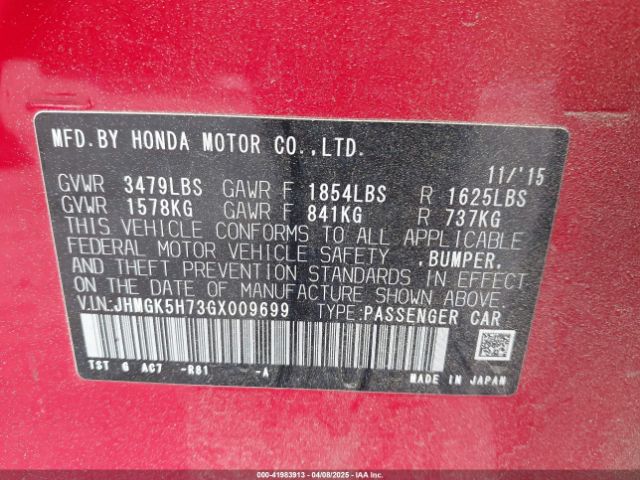 MFD.BY HONDA MOTOR CO.,LTD.
11/'15
GVWR 3479LBS GAWR F 1854LBS R 1625LBS
GVWR 1578KG GAWR F 841KG R 737KG
THIS VEHICLE CONFORMS TO ALL APPLICABLE
FEDERAL MOTOR VEHICLE SAFETY ,BUMPER,
AND THEFT PREVENTION STANDARDS IN EFFECT
ON THE DATE OF MANUFACTURE SHOWN ABOVE.
V.I.N.:JHMGK5H73GX009699 TYPE:PASSENGER CAR
TST 6 AC7 -R81 -A
MADE IN JAPAN
000-41983913 - 04/08/2025 - IAAI.CA